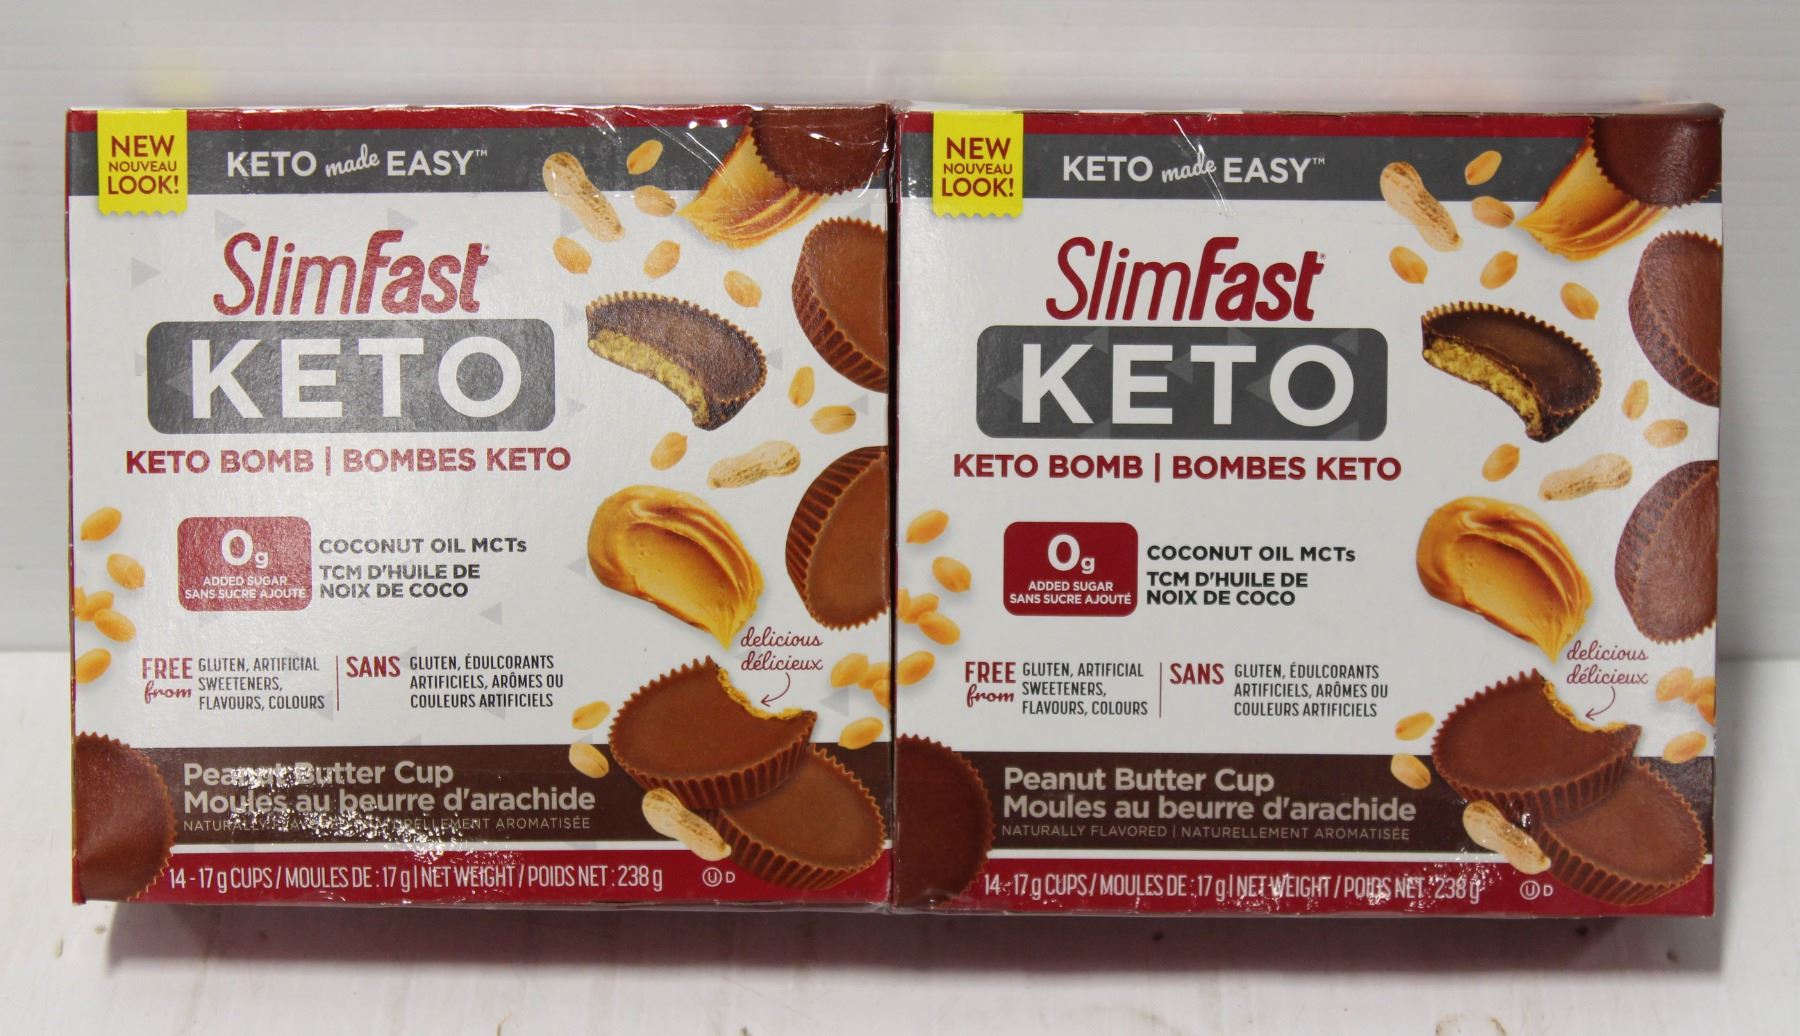 NEW
NOUVEAU
LOOK!
KETO made EASY™
SlimFast
KETO
KETO BOMB | BOMBES KETO
0g
ADDED SUGAR
SANS SUCRE AJOUTÉ
COCONUT OIL MCTs
TCM D'HUILE DE
NOIX DE COCO
delicious
délicieux
FREE from
GLUTEN, ARTIFICIAL
SWEETENERS,
FLAVOURS, COLOURS
SANS
GLUTEN, ÉDULCORANTS
ARTIFICIELS, ARÔMES OU
COULEURS ARTIFICIELS
Peanut Butter Cup
Moules au beurre d'arachide
NATURALLY FLAVORED | NATURELLEMENT AROMATISÉE
14 - 17 g CUPS / MOULES DE : 17 g | NET WEIGHT / POIDS NET : 238 g
U D
NEW
NOUVEAU
LOOK!
KETO made EASY™
SlimFast
KETO
KETO BOMB | BOMBES KETO
0g
ADDED SUGAR
SANS SUCRE AJOUTÉ
COCONUT OIL MCTs
TCM D'HUILE DE
NOIX DE COCO
delicious
délicieux
FREE from
GLUTEN, ARTIFICIAL
SWEETENERS,
FLAVOURS, COLOURS
SANS
GLUTEN, ÉDULCORANTS
ARTIFICIELS, ARÔMES OU
COULEURS ARTIFICIELS
Peanut Butter Cup
Moules au beurre d'arachide
NATURALLY FLAVORED | NATURELLEMENT AROMATISÉE
14 - 17 g CUPS / MOULES DE : 17 g | NET WEIGHT / POIDS NET : 238 g
U D